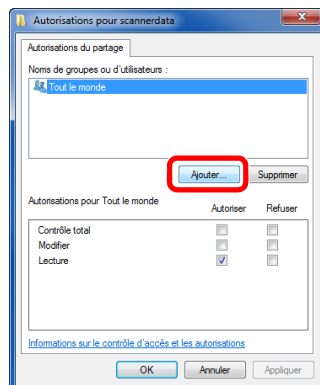 Autorisations pour scannerdata
Autorisations du partage
Noms de groupes ou d'utilisateurs :
Tout le monde
Ajouter... Supprimer
Autorisations pour Tout le monde Autoriser Refuser
Contrôle total
Modifier
Lecture
Informations sur le contrôle d'accès et les autorisations
OK Annuler Appliquer